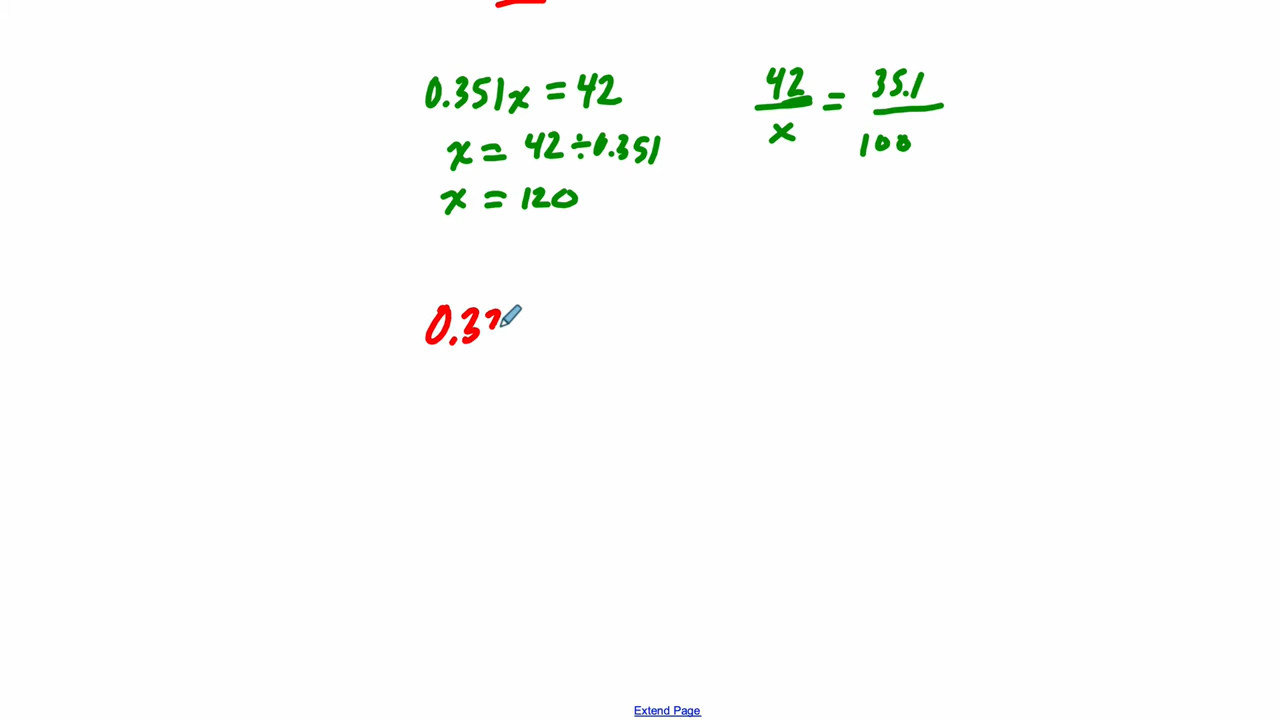 0.351x = 42
x = 42 ÷ 0.351
x = 120
42/x = 35.1/100
0.3
Extend Page